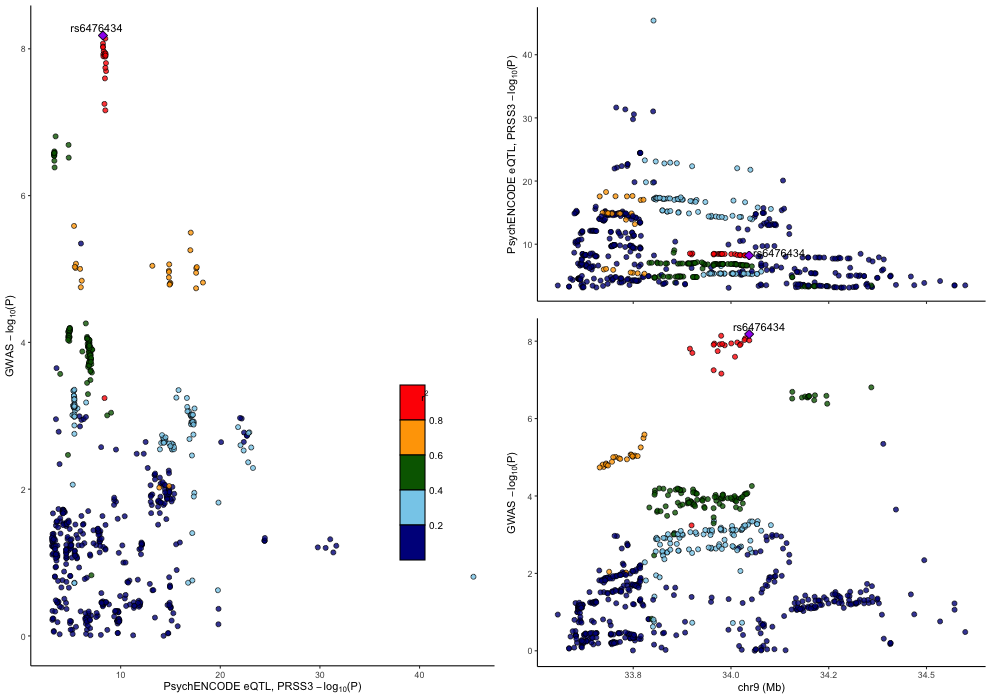 rs6476434
8
6
4
2
0
GWAS −log10(P)
10
20
30
40
PsychENCODE eQTL, PRSS3 −log10(P)
r2
0.8
0.6
0.4
0.2
40
30
20
10
PsychENCODE eQTL, PRSS3 −log10(P)
rs6476434
rs6476434
8
6
4
2
0
GWAS −log10(P)
33.8
34.0
34.2
34.5
chr9 (Mb)